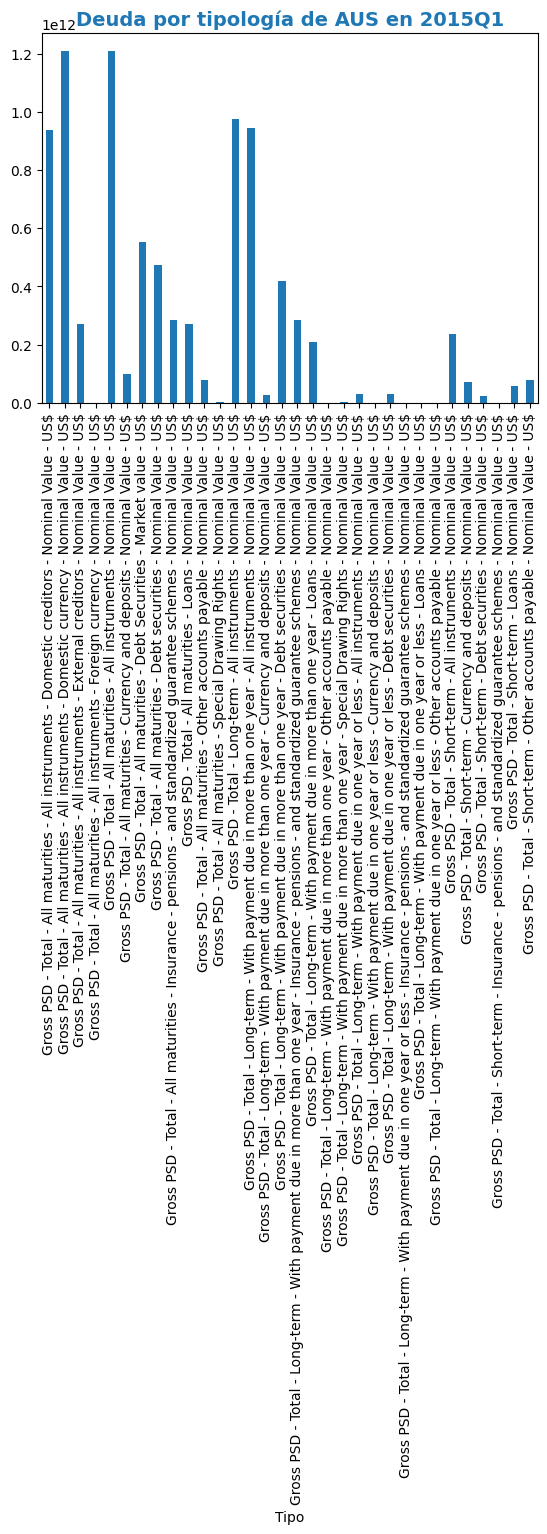 Deuda por tipología de AUS en 2015Q1
1e12
1.2
1.0
0.8
0.6
0.4
0.2
0.0
Gross PSD - Total - All maturities - All instruments - Domestic creditors - Nominal Value - US$
Gross PSD - Total - All maturities - All instruments - Domestic currency - Nominal Value - US$
Gross PSD - Total - All maturities - All instruments - External creditors - Nominal Value - US$
Gross PSD - Total - All maturities - All instruments - Foreign currency - Nominal Value - US$
Gross PSD - Total - All maturities - All instruments - Nominal Value - US$
Gross PSD - Total - All maturities - Currency and deposits - Nominal Value - US$
Gross PSD - Total - All maturities - Debt Securities - Market value - US$
Gross PSD - Total - All maturities - Debt securities - Nominal Value - US$
Gross PSD - Total - All maturities - Insurance - pensions - and standardized guarantee schemes - Nominal Value - US$
Gross PSD - Total - All maturities - Loans - Nominal Value - US$
Gross PSD - Total - All maturities - Other accounts payable - Nominal Value - US$
Gross PSD - Total - All maturities - Special Drawing Rights - Nominal Value - US$
Gross PSD - Total - Long-term - All instruments - Nominal Value - US$
Gross PSD - Total - Long-term - With payment due in more than one year - All instruments - Nominal Value - US$
Gross PSD - Total - Long-term - With payment due in more than one year - Currency and deposits - Nominal Value - US$
Gross PSD - Total - Long-term - With payment due in more than one year - Debt securities - Nominal Value - US$
Gross PSD - Total - Long-term - With payment due in more than one year - Insurance - pensions - and standardized guarantee schemes - Nominal Value - US$
Gross PSD - Total - Long-term - With payment due in more than one year - Loans - Nominal Value - US$
Gross PSD - Total - Long-term - With payment due in more than one year - Other accounts payable - Nominal Value - US$
Gross PSD - Total - Long-term - With payment due in more than one year - Special Drawing Rights - Nominal Value - US$
Gross PSD - Total - Long-term - With payment due in one year or less - All instruments - Nominal Value - US$
Gross PSD - Total - Long-term - With payment due in one year or less - Currency and deposits - Nominal Value - US$
Gross PSD - Total - Long-term - With payment due in one year or less - Debt securities - Nominal Value - US$
Gross PSD - Total - Long-term - With payment due in one year or less - Insurance - pensions - and standardized guarantee schemes - Nominal Value - US$
Gross PSD - Total - Long-term - With payment due in one year or less - Loans - Nominal Value - US$
Gross PSD - Total - Long-term - With payment due in one year or less - Other accounts payable - Nominal Value - US$
Gross PSD - Total - Short-term - All instruments - Nominal Value - US$
Gross PSD - Total - Short-term - Currency and deposits - Nominal Value - US$
Gross PSD - Total - Short-term - Debt securities - Nominal Value - US$
Gross PSD - Total - Short-term - Insurance - pensions - and standardized guarantee schemes - Nominal Value - US$
Gross PSD - Total - Short-term - Loans - Nominal Value - US$
Gross PSD - Total - Short-term - Other accounts payable - Nominal Value - US$
Tipo